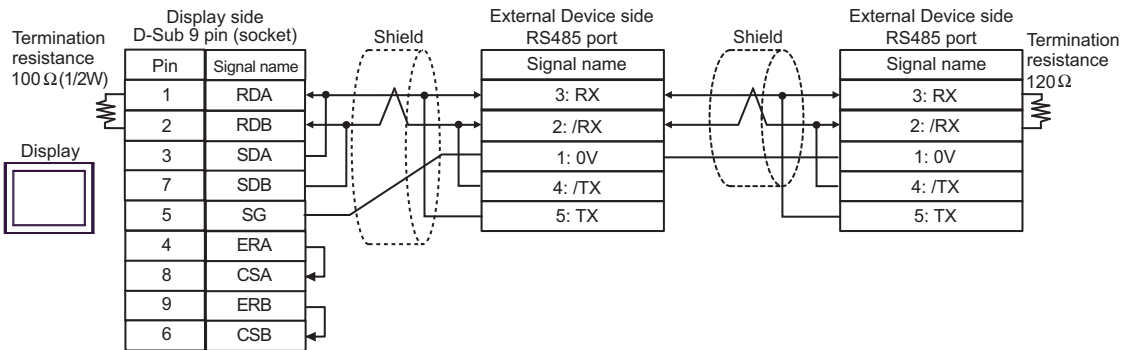 Display side
D-Sub 9 pin (socket)
Termination
resistance
100Ω(1/2W)
Pin Signal name
1 RDA
2 RDB
3 SDA
7 SDB
5 SG
4 ERA
8 CSA
9 ERB
6 CSB
Display
Shield
External Device side
RS485 port
Signal name
3: RX
2: /RX
1: 0V
4: /TX
5: TX
Shield
External Device side
RS485 port
Signal name
3: RX
2: /RX
1: 0V
4: /TX
5: TX
Termination
resistance
120Ω